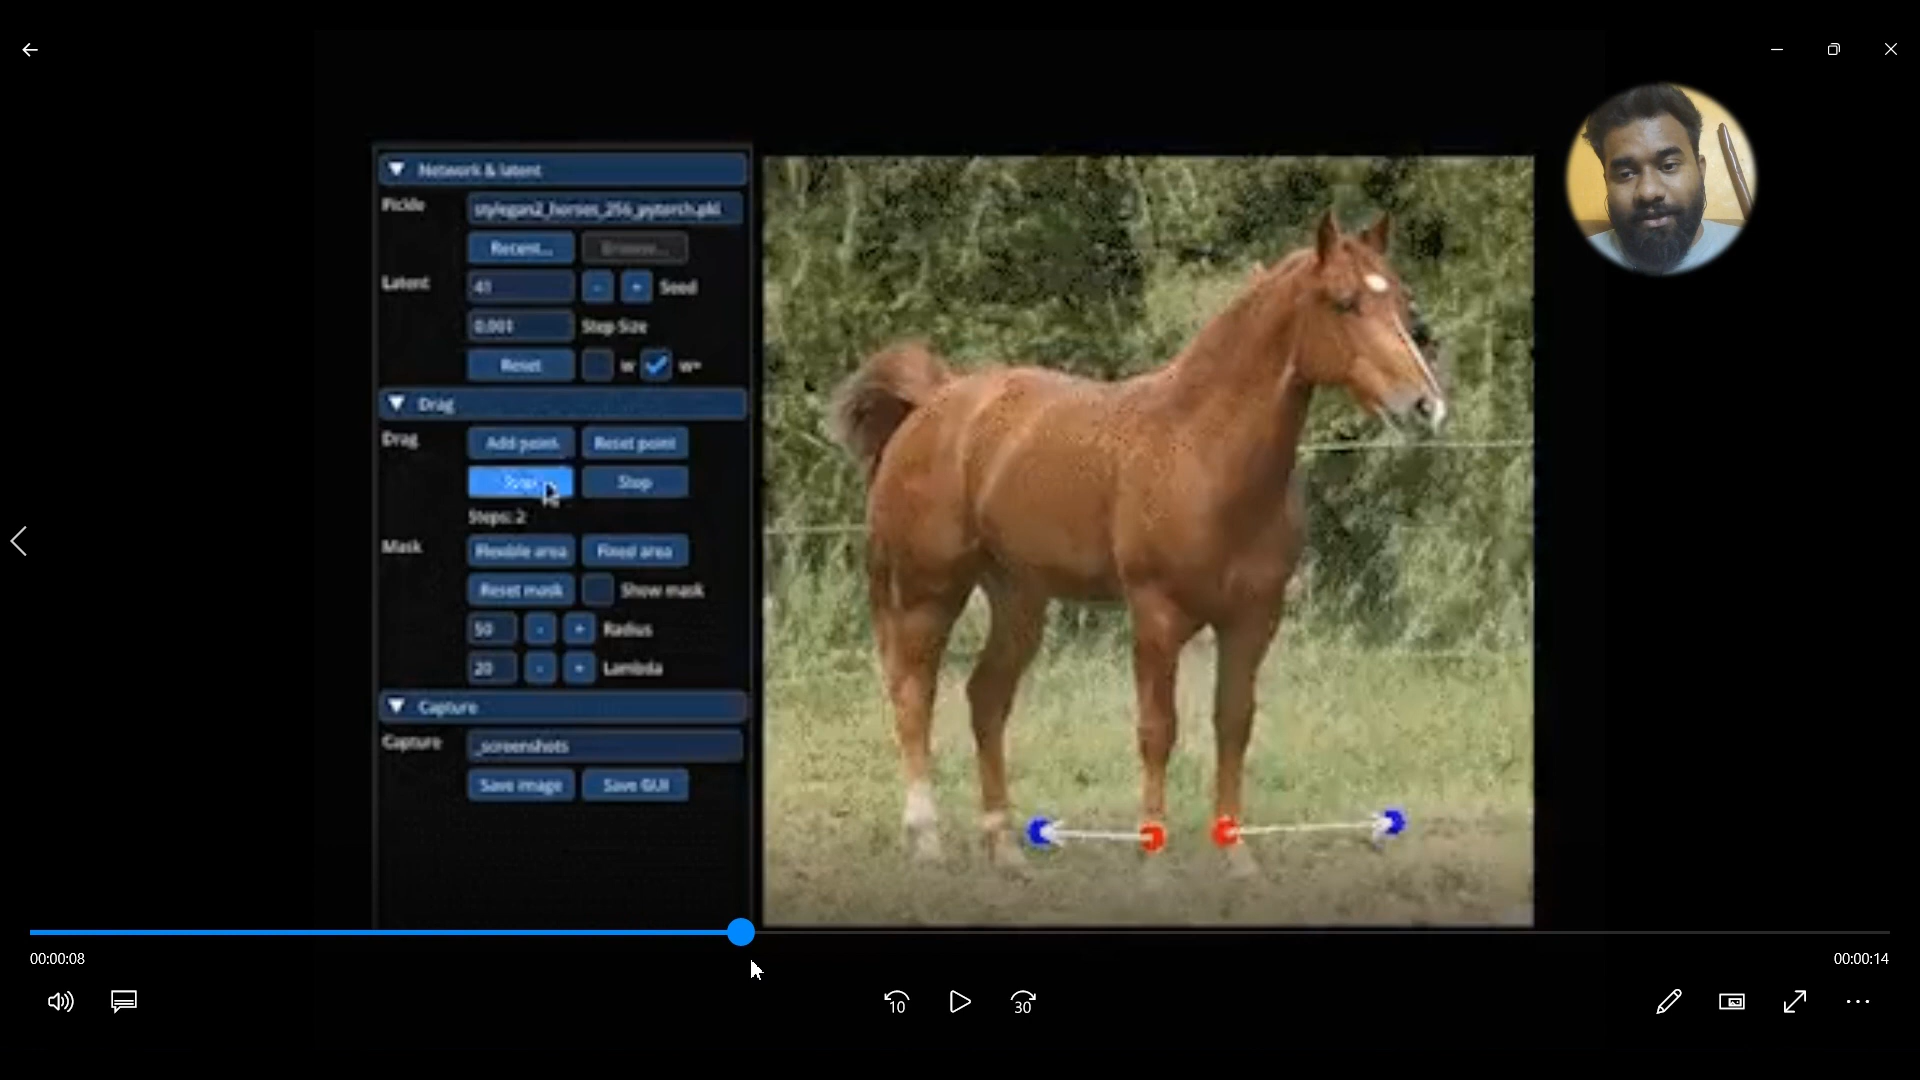 Network & latent
Pickle stylegan2_horses_256_pytorch.pkl
Recent... Browse...
Latent 41 - + Seed
0.001 Step Size
Reset w w+
Drag
Drag Add point Reset point
Stop
Steps: 2
Mask Flexible area Fixed area
Reset mask Show mask
50 - + Radius
20 - + Lambda
Capture
Capture _screenshots
Save image Save GUI
00:00:08
00:00:14
10
30